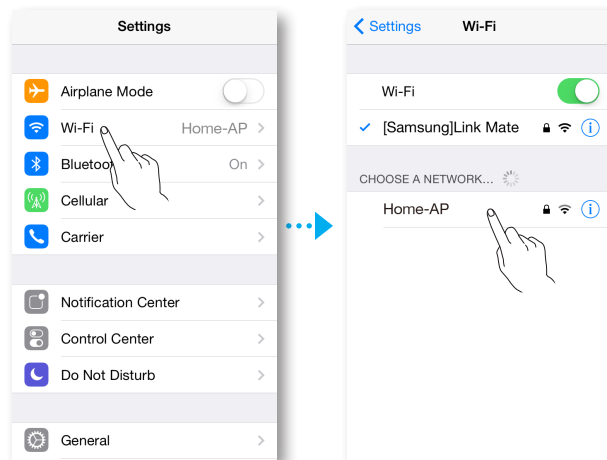 Settings
Airplane Mode
Wi-Fi Home-AP
On
Cellular
Carrier
Notification Center
Control Center
Do Not Disturb
General
Settings Wi-Fi
Wi-Fi
[Samsung]Link Mate
CHOOSE A NETWORK...
Home-AP